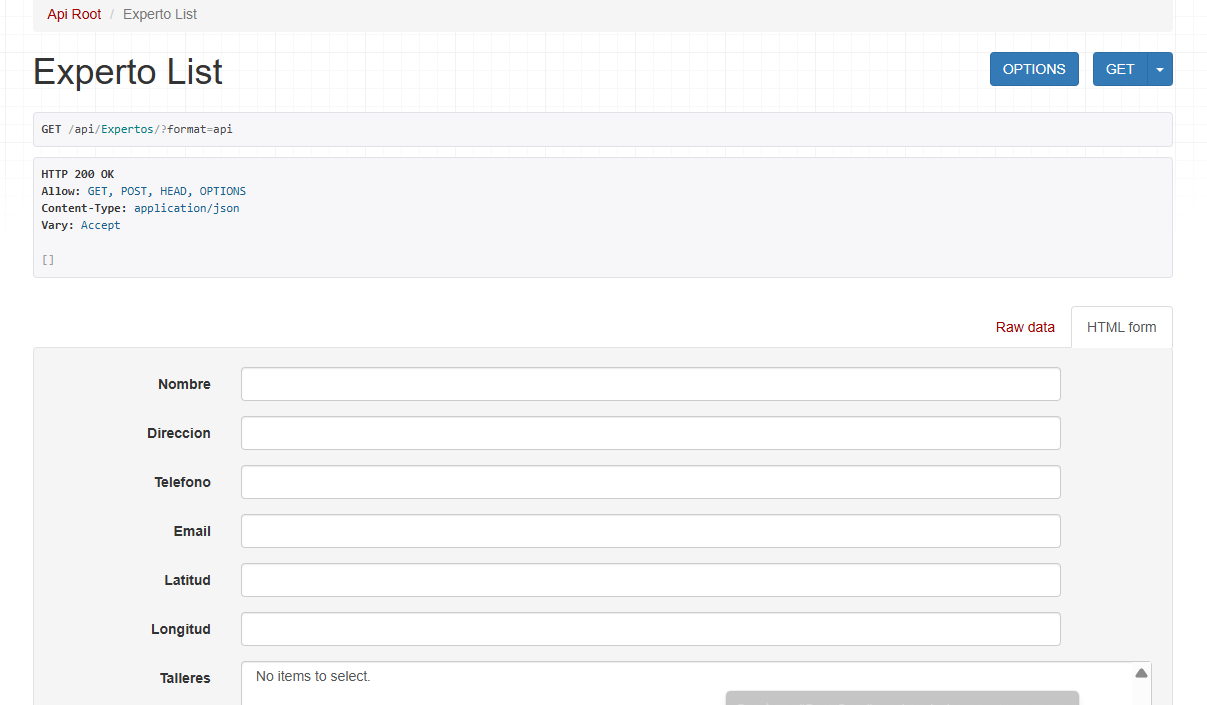 Api Root / Experto List
Experto List
OPTIONS
GET
GET /api/Expertos/?format=api
HTTP 200 OK
Allow: GET, POST, HEAD, OPTIONS
Content-Type: application/json
Vary: Accept
[]
Raw data
HTML form
Nombre
Direccion
Telefono
Email
Latitud
Longitud
Talleres
No items to select.